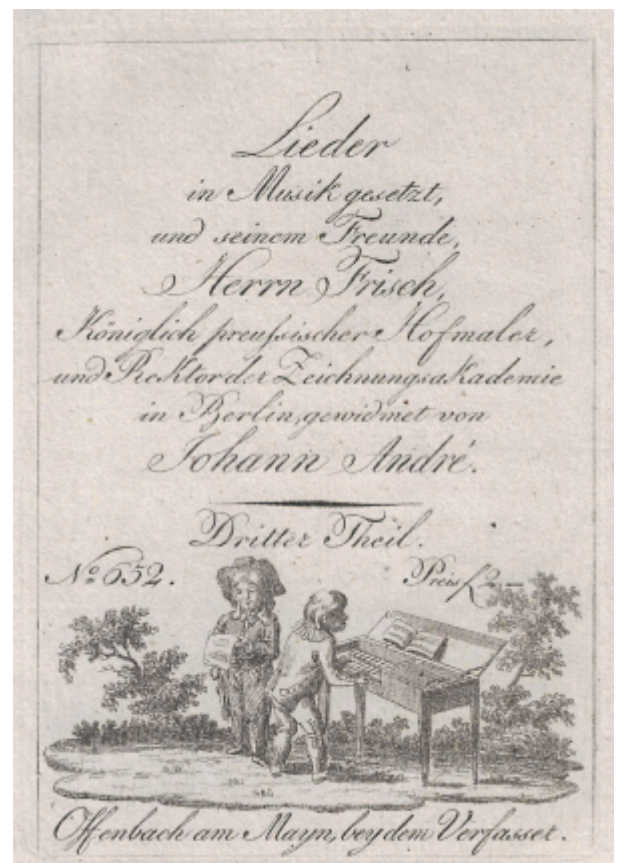 Lieder
in Musik gesetzt,
und seinem Freunde,
Herrn Frisch,
Königlich preußischer Hofmaler,
und Rektor der Zeichnungsakademie
in Berlin, gewidmet von
Johann André.
Dritter Theil.
No. 652.
Preis f 2.—
Offenbach am Mayn, bey dem Verfasser.